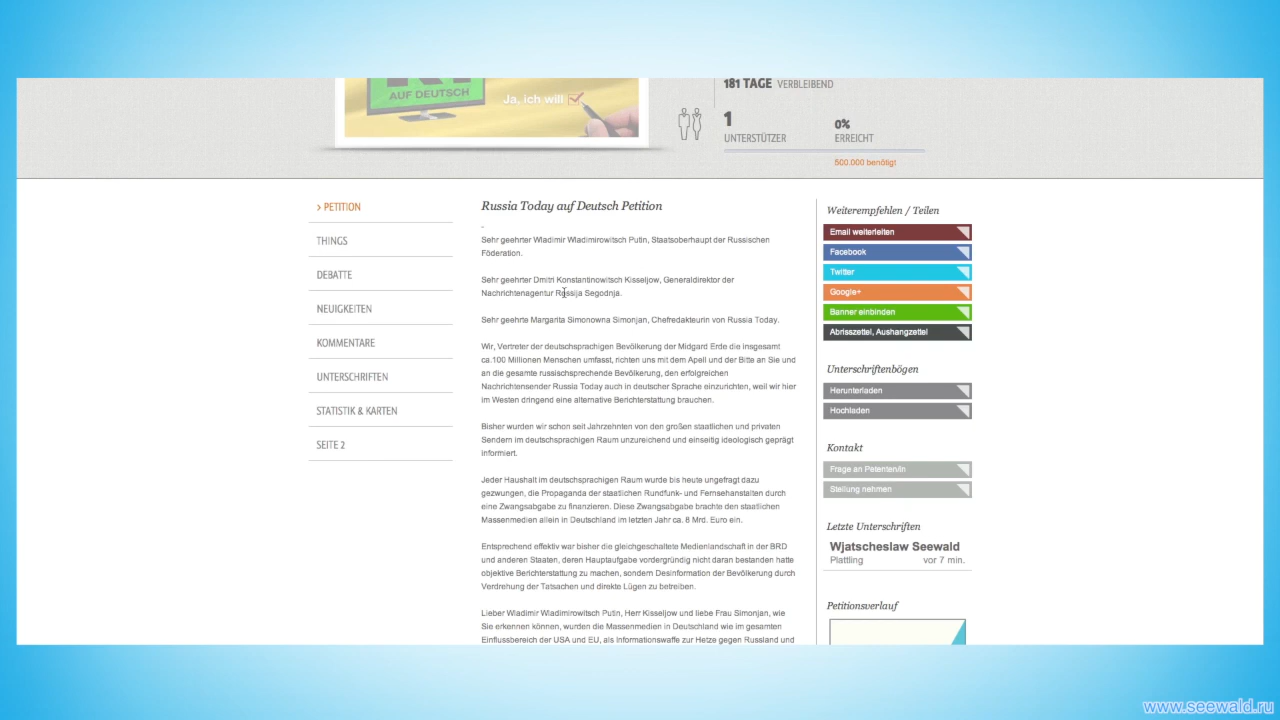 AUF DEUTSCH
Ja, ich will
181 TAGE VERBLEIBEND
1
UNTERSTÜTZER
0%
ERREICHT
500.000 benötigt
> PETITION
THINGS
DEBATTE
NEUIGKEITEN
KOMMENTARE
UNTERSCHRIFTEN
STATISTIK & KARTEN
SEITE 2
Russia Today auf Deutsch Petition
-
Sehr geehrter Wladimir Wladimirowitsch Putin, Staatsoberhaupt der Russischen
Föderation.
Sehr geehrter Dmitri Konstantinowitsch Kisseljow, Generaldirektor der
Nachrichtenagentur Rossija Segodnja.
Sehr geehrte Margarita Simonowna Simonjan, Chefredakteurin von Russia Today.
Wir, Vertreter der deutschsprachigen Bevölkerung der Midgard Erde die insgesamt
ca.100 Millionen Menschen umfasst, richten uns mit dem Apell und der Bitte an Sie und
an die gesamte russischsprechende Bevölkerung, den erfolgreichen
Nachrichtensender Russia Today auch in deutscher Sprache einzurichten, weil wir hier
im Westen dringend eine alternative Berichterstattung brauchen.
Bisher wurden wir schon seit Jahrzehnten von den großen staatlichen und privaten
Sendern im deutschsprachigen Raum unzureichend und einseitig ideologisch geprägt
informiert.
Jeder Haushalt im deutschsprachigen Raum wurde bis heute ungefragt dazu
gezwungen, die Propaganda der staatlichen Rundfunk- und Fernsehanstalten durch
eine Zwangsabgabe zu finanzieren. Diese Zwangsabgabe brachte den staatlichen
Massenmedien allein in Deutschland im letzten Jahr ca. 8 Mrd. Euro ein.
Entsprechend effektiv war bisher die gleichgeschaltete Medienlandschaft in der BRD
und anderen Staaten, deren Hauptaufgabe vordergründig nicht daran bestanden hatte
objektive Berichterstattung zu machen, sondern Desinformation der Bevölkerung durch
Verdrehung der Tatsachen und direkte Lügen zu betreiben.
Lieber Wladimir Wladimirowitsch Putin, Herr Kisseljow und liebe Frau Simonjan, wie
Sie erkennen können, wurden die Massenmedien in Deutschland wie im gesamten
Einflussbereich der USA und EU, als Informationswaffe zur Hetze gegen Russland und
Weiterempfehlen / Teilen
Email weiterleiten
Facebook
Twitter
Google+
Banner einbinden
Abrisszettel, Aushangzettel
Unterschriftenbögen
Herunterladen
Hochladen
Kontakt
Frage an Petenten/in
Stellung nehmen
Letzte Unterschriften
Wjatscheslaw Seewald
Plattling vor 7 min.
Petitionsverlauf
www.seewald.ru